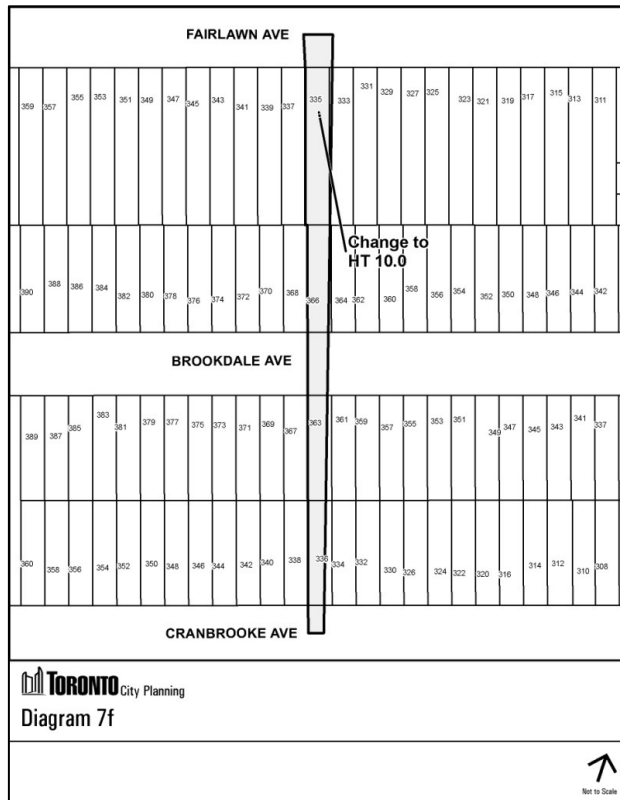 FAIRLAWN AVE
359 357 355 353 351 349 347 345 343 341 339 337 335 333 331 329 327 325 323 321 319 317 315 313 311
Change to
HT 10.0
390 388 386 384 382 380 378 376 374 372 370 368 366 364 362 360 358 356 354 352 350 348 346 344 342
BROOKDALE AVE
389 387 385 383 381 379 377 375 373 371 369 367 363 361 359 357 355 353 351 349 347 345 343 341 337
360 358 356 354 352 350 348 346 344 342 340 338 336 334 332 330 326 324 322 320 316 314 312 310 308
CRANBROOKE AVE
TORONTO City Planning
Diagram 7f
Not to Scale